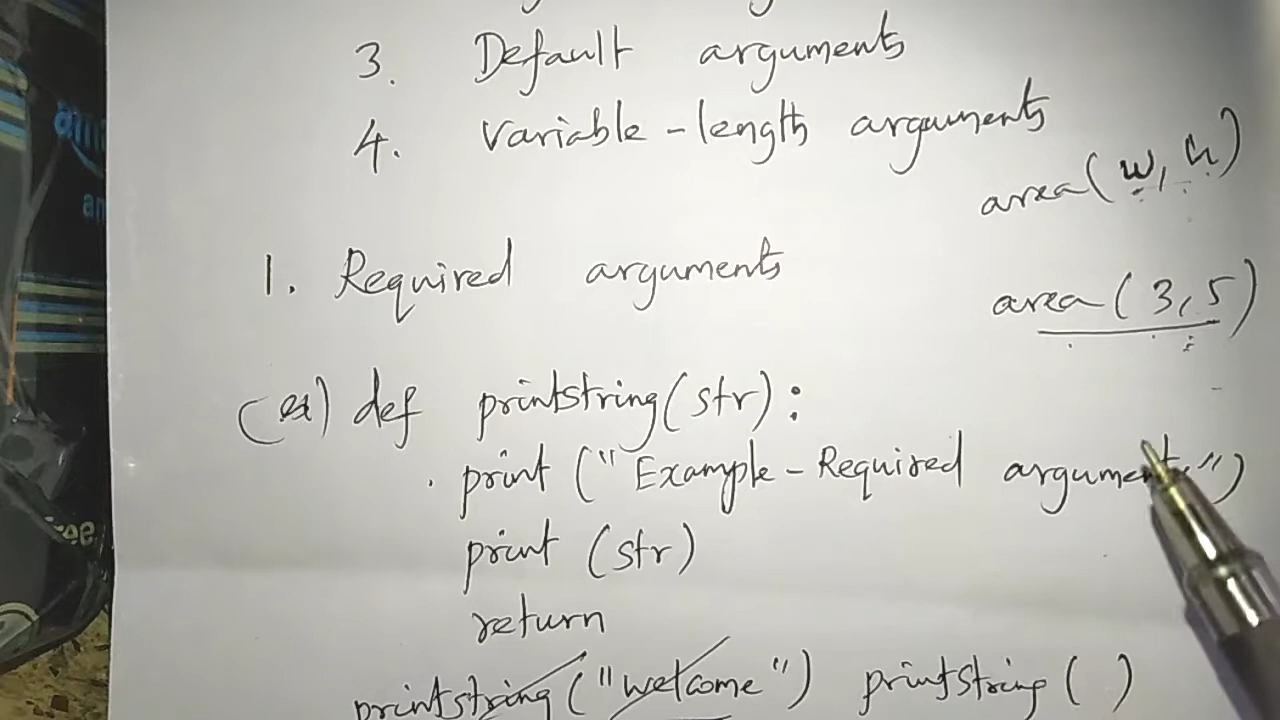 3. Default arguments
4. Variable-length arguments
area(w, h)
1. Required arguments
area(3, 5)
(ex) def printstring(str):
print ("Example-Required arguments")
print (str)
return
printstring("welcome") printstring( )